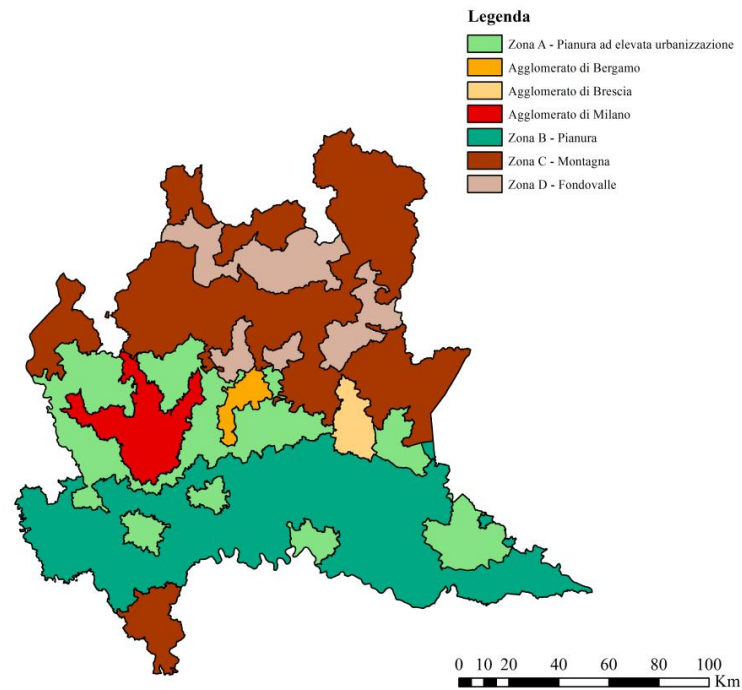 Legenda
Zona A - Pianura ad elevata urbanizzazione
Agglomerato di Bergamo
Agglomerato di Brescia
Agglomerato di Milano
Zona B - Pianura
Zona C - Montagna
Zona D - Fondovalle
0 10 20 40 60 80 100
Km